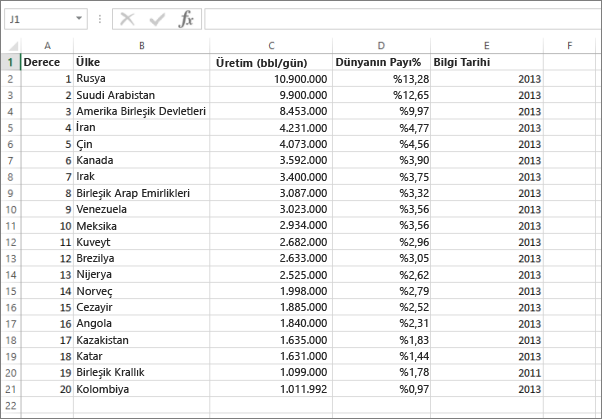 J1 fx
A B C D E F
1 Derece Ülke Üretim (bbl/gün) Dünyanın Payı% Bilgi Tarihi
2 1 Rusya 10.900.000 %13,28 2013
3 2 Suudi Arabistan 9.900.000 %12,65 2013
4 3 Amerika Birleşik Devletleri 8.453.000 %9,97 2013
5 4 İran 4.231.000 %4,77 2013
6 5 Çin 4.073.000 %4,56 2013
7 6 Kanada 3.592.000 %3,90 2013
8 7 Irak 3.400.000 %3,75 2013
9 8 Birleşik Arap Emirlikleri 3.087.000 %3,32 2013
10 9 Venezuela 3.023.000 %3,56 2013
11 10 Meksika 2.934.000 %3,56 2013
12 11 Kuveyt 2.682.000 %2,96 2013
13 12 Brezilya 2.633.000 %3,05 2013
14 13 Nijerya 2.525.000 %2,62 2013
15 14 Norveç 1.998.000 %2,79 2013
16 15 Cezayir 1.885.000 %2,52 2013
17 16 Angola 1.840.000 %2,31 2013
18 17 Kazakistan 1.635.000 %1,83 2013
19 18 Katar 1.631.000 %1,44 2013
20 19 Birleşik Krallık 1.099.000 %1,78 2011
21 20 Kolombiya 1.011.992 %0,97 2013
22